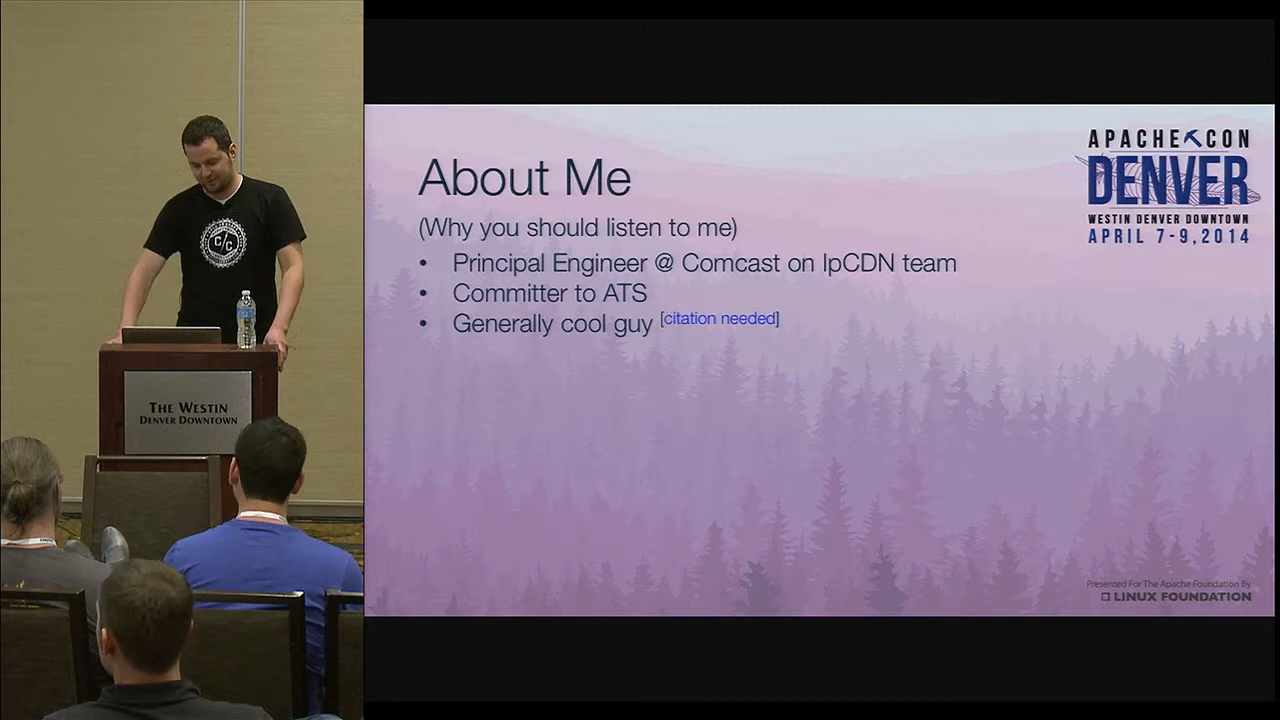 About Me
(Why you should listen to me)
• Principal Engineer @ Comcast on IpCDN team
• Committer to ATS
• Generally cool guy [citation needed]
APACHE CON
DENVER
WESTIN DENVER DOWNTOWN
APRIL 7-9, 2014
Presented For The Apache Foundation By
LINUX FOUNDATION
C/C
THE WESTIN
DENVER DOWNTOWN